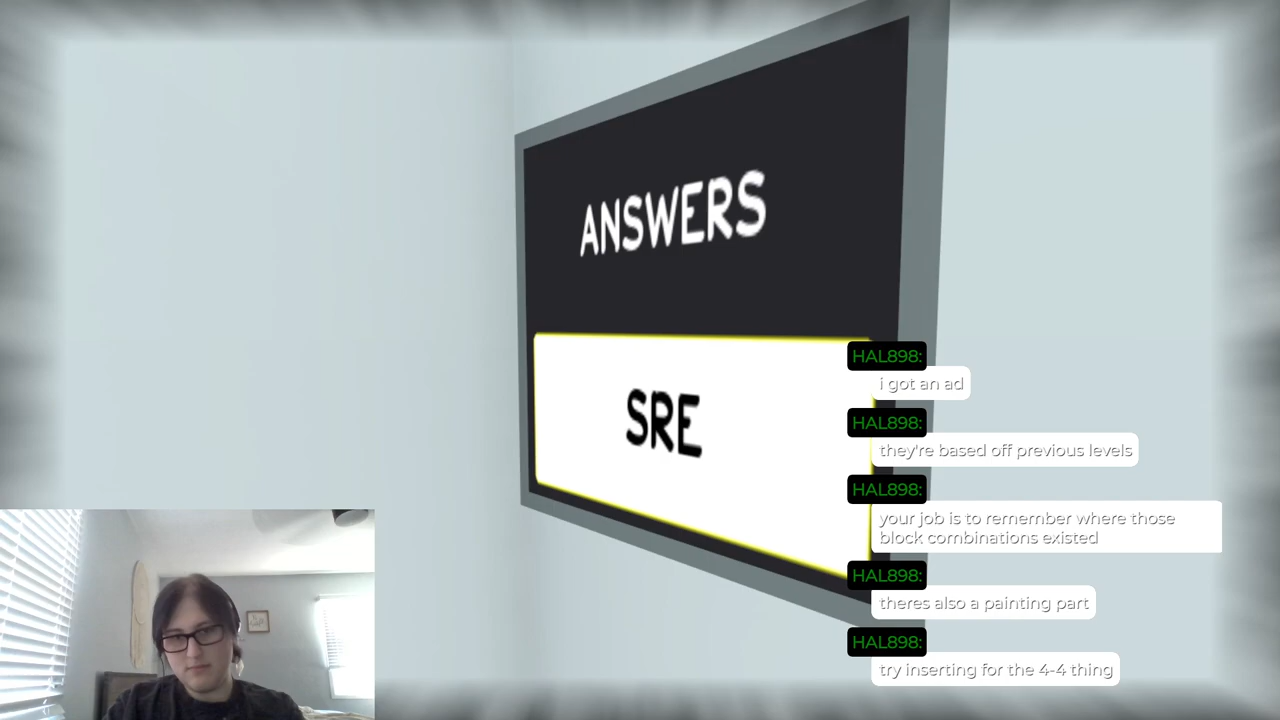 ANSWERS
SRE
HAL898:
i got an ad
HAL898:
they're based off previous levels
HAL898:
your job is to remember where those
block combinations existed
HAL898:
theres also a painting part
HAL898:
try inserting for the 4-4 thing